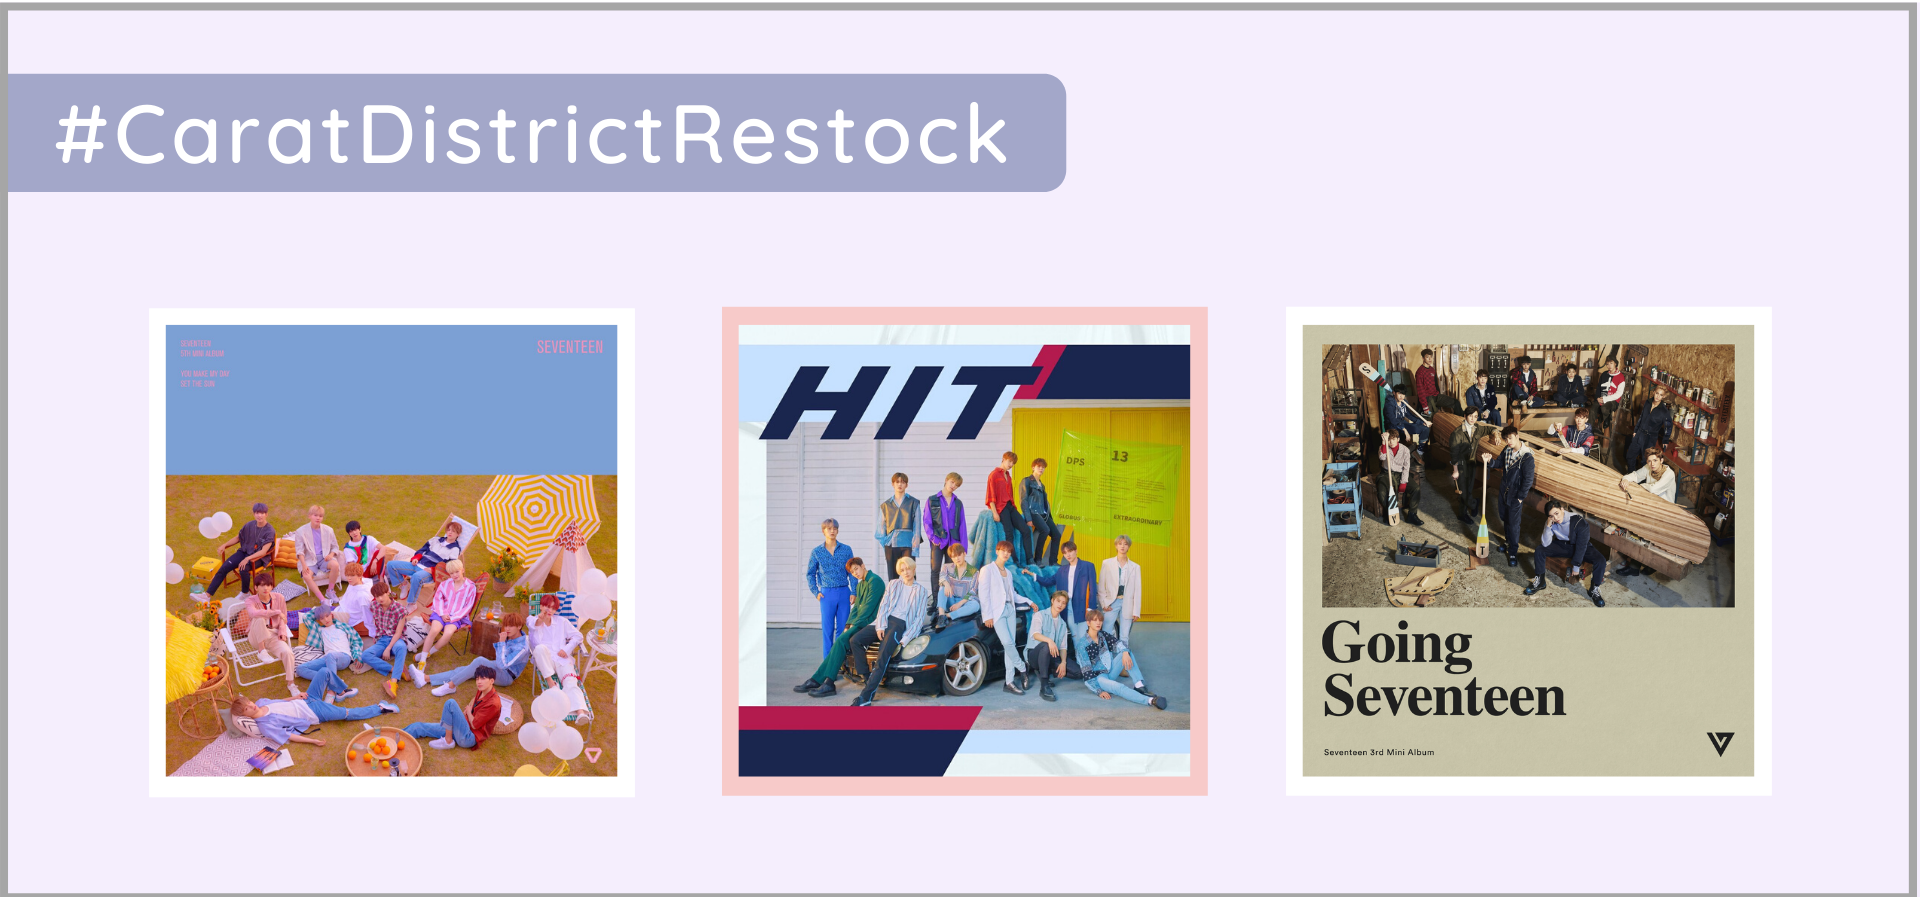 #CaratDistrictRestock
SEVENTEEN
5TH MINI ALBUM
YOU MAKE MY DAY
SET THE SUN
SEVENTEEN
HIT
DPS
13
EXTRAORDINARY
S
Y
T
Going
Seventeen
Seventeen 3rd Mini Album